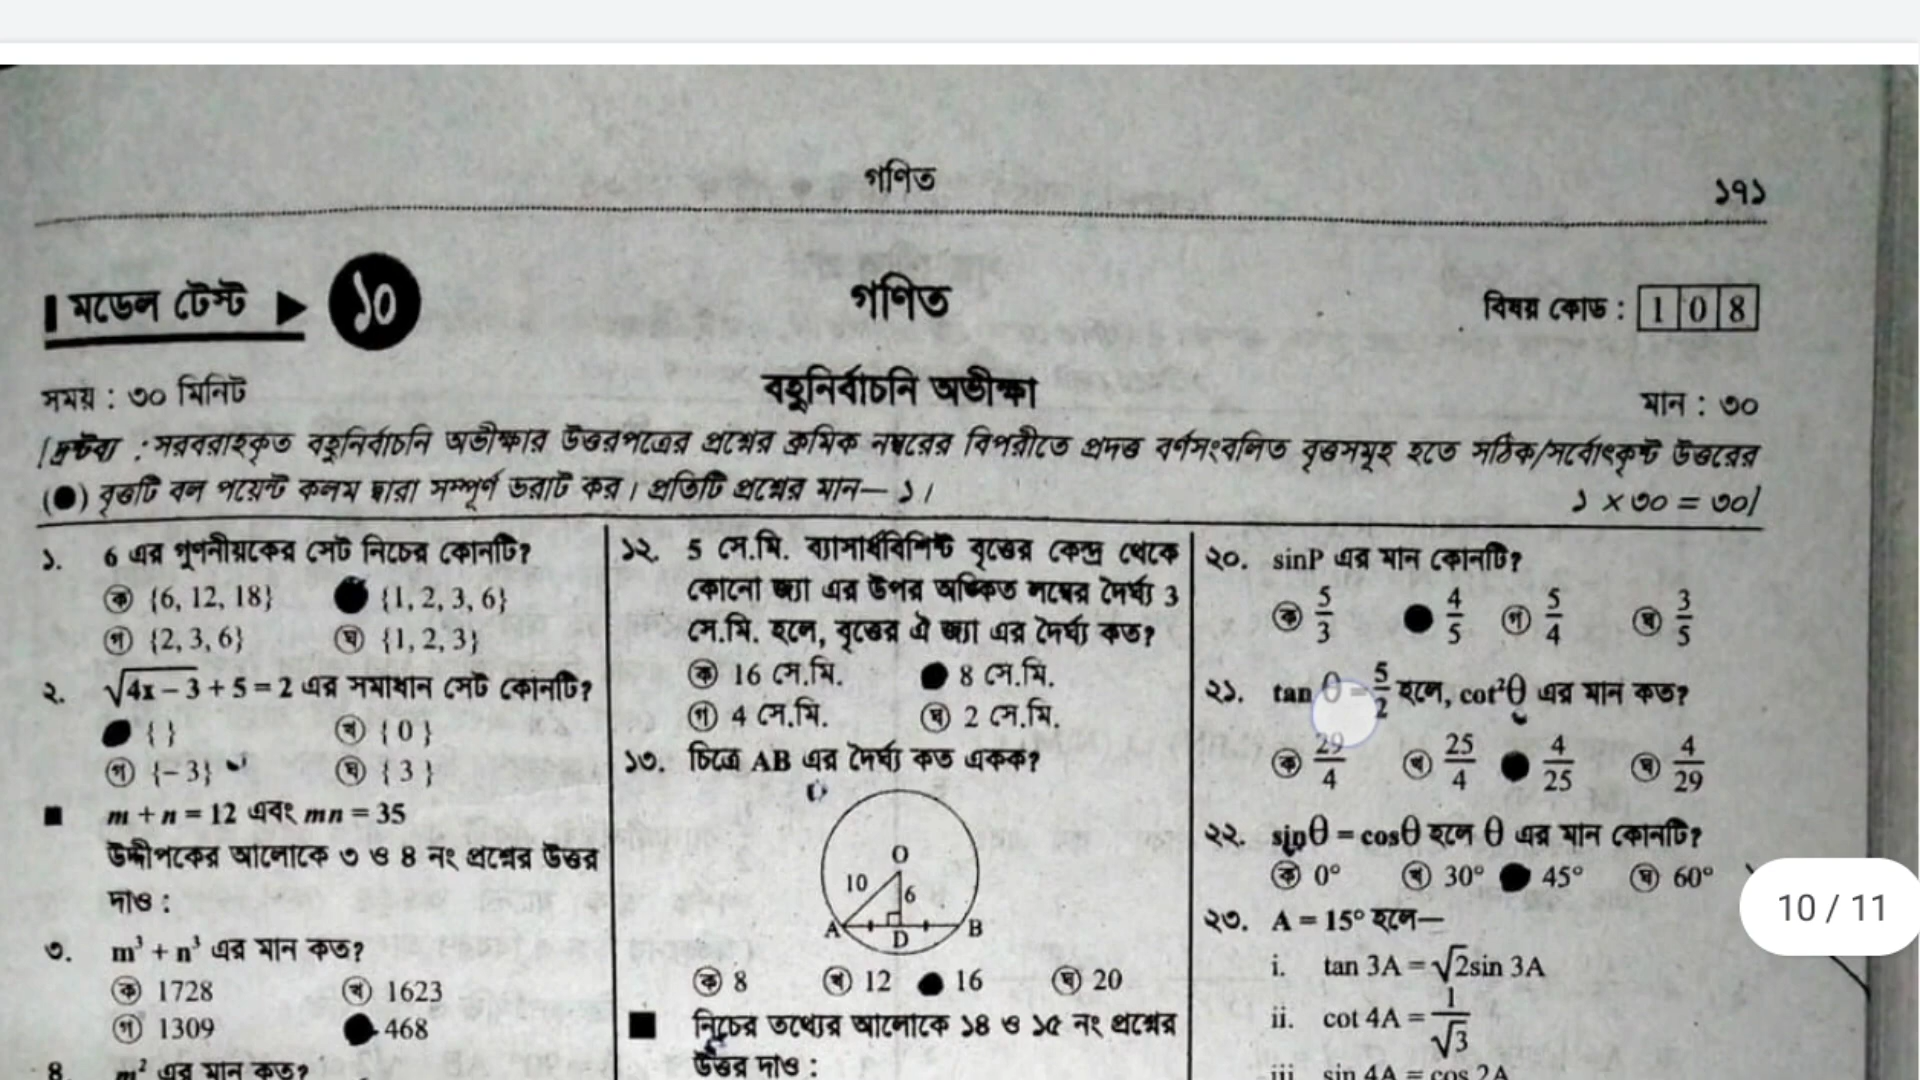 গণিত
১৭১
মডেল টেস্ট ▶ ১০
গণিত
বিষয় কোড : 1 0 8
সময় : ৩০ মিনিট
বহুনির্বাচনি অভীক্ষা
মান : ৩০
[দ্রষ্টব্য : সরবরাহকৃত বহুনির্বাচনি অভীক্ষার উত্তরপত্রের প্রশ্নের ক্রমিক নম্বরের বিপরীতে প্রদত্ত বর্ণসংবলিত বৃত্তসমূহ হতে সঠিক/সর্বোৎকৃষ্ট উত্তরের
(●) বৃত্তটি বল পয়েন্ট কলম দ্বারা সম্পূর্ণ ভরাট কর। প্রতিটি প্রশ্নের মান— ১। ১ × ৩০ = ৩০]
১. 6 এর গুণনীয়কের সেট নিচের কোনটি?
ক {6, 12, 18} ● {1, 2, 3, 6}
গ {2, 3, 6} ঘ {1, 2, 3}
২. √(4x – 3) + 5 = 2 এর সমাধান সেট কোনটি?
● { } খ { 0 }
গ {– 3} ঘ { 3 }
■ m + n = 12 এবং mn = 35
উদ্দীপকের আলোকে ৩ ও ৪ নং প্রশ্নের উত্তর
দাও :
৩. m³ + n³ এর মান কত?
ক 1728 খ 1623
গ 1309 ● 468
৪. m² এর মান কত?
১২. 5 সে.মি. ব্যাসার্ধবিশিষ্ট বৃত্তের কেন্দ্র থেকে
কোনো জ্যা এর উপর অঙ্কিত লম্বের দৈর্ঘ্য 3
সে.মি. হলে, বৃত্তের ঐ জ্যা এর দৈর্ঘ্য কত?
ক 16 সে.মি. ● 8 সে.মি.
গ 4 সে.মি. ঘ 2 সে.মি.
১৩. চিত্রে AB এর দৈর্ঘ্য কত একক?
O
10
6
A D B
ক 8 খ 12 ● 16 ঘ 20
■ নিচের তথ্যের আলোকে ১৪ ও ১৫ নং প্রশ্নের
উত্তর দাও :
২০. sinP এর মান কোনটি?
ক 5/3 ● 4/5 গ 5/4 ঘ 3/5
২১. tan θ = 5/2 হলে, cot²θ এর মান কত?
ক 29/4 খ 25/4 ● 4/25 ঘ 4/29
২২. sinθ = cosθ হলে θ এর মান কোনটি?
ক 0° খ 30° ● 45° ঘ 60°
২৩. A = 15° হলে—
i. tan 3A = √2sin 3A
ii. cot 4A = 1/√3
iii sin 4A = cos 2A
10 / 11